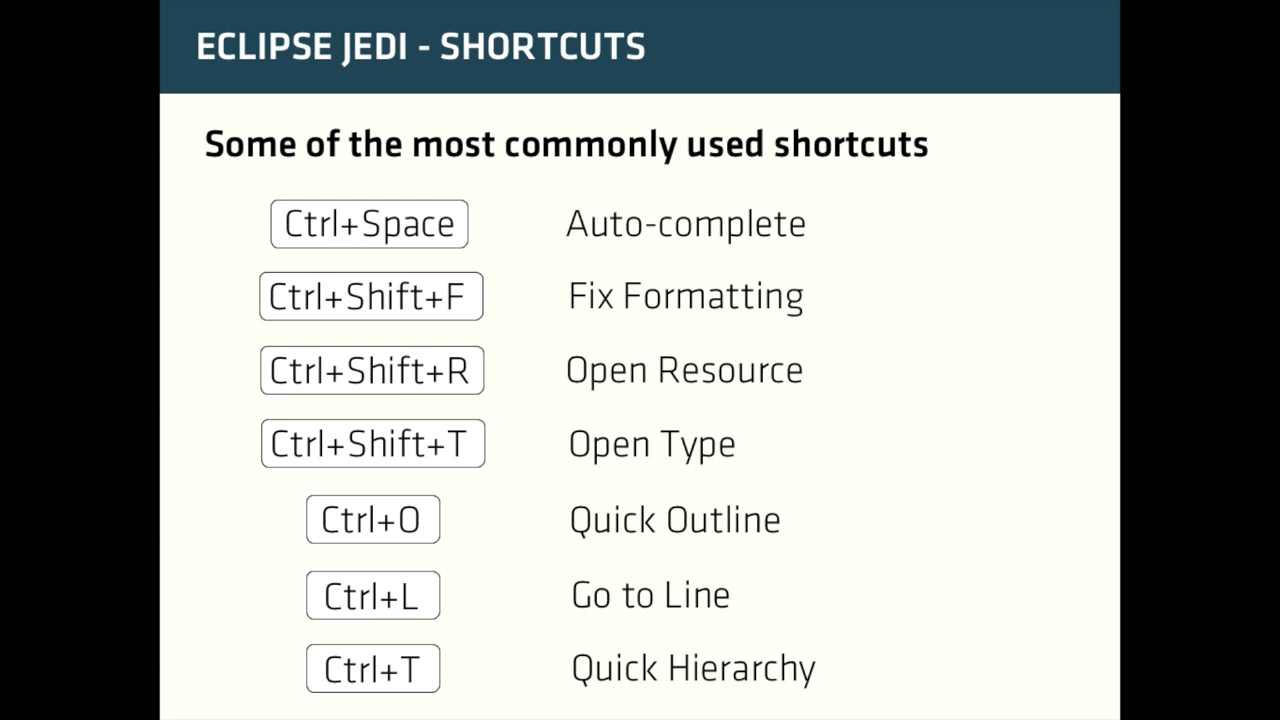 ECLIPSE JEDI - SHORTCUTS
Some of the most commonly used shortcuts
Ctrl+Space Auto-complete
Ctrl+Shift+F Fix Formatting
Ctrl+Shift+R Open Resource
Ctrl+Shift+T Open Type
Ctrl+O Quick Outline
Ctrl+L Go to Line
Ctrl+T Quick Hierarchy